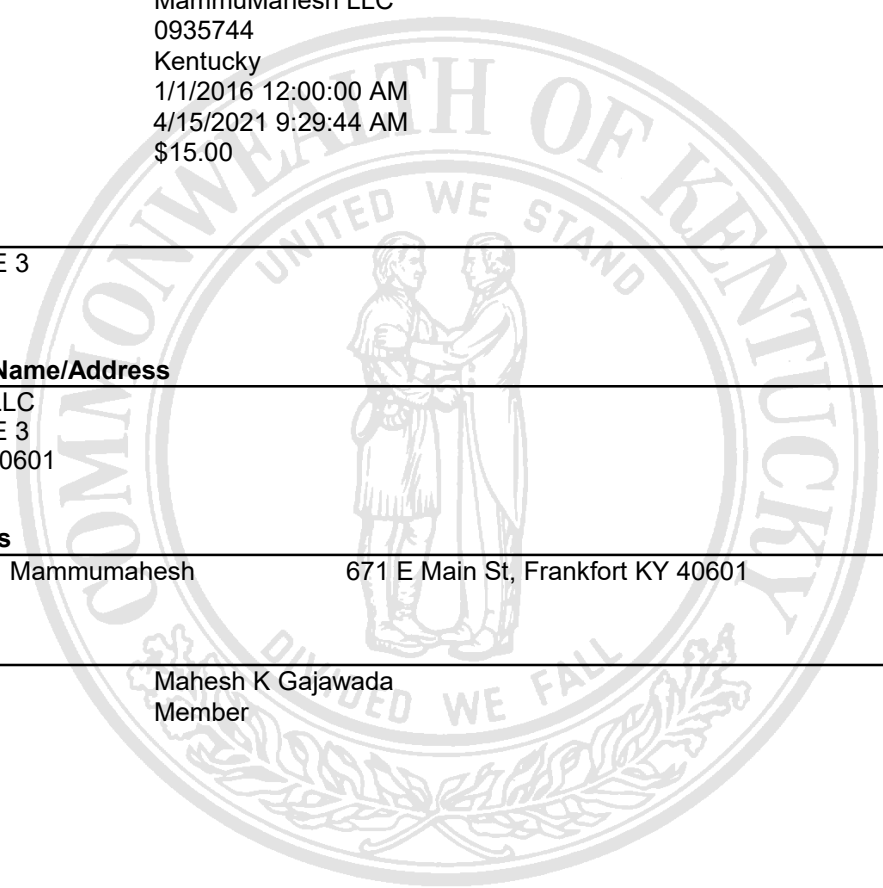 MammuMahesh LLC
0935744
Kentucky
1/1/2016 12:00:00 AM
4/15/2021 9:29:44 AM
$15.00
E 3
Name/Address
LLC
E 3
0601
s
Mammumahesh 671 E Main St, Frankfort KY 40601
Mahesh K Gajawada
Member
COMMONWEALTH OF KENTUCKY
UNITED WE STAND
DIVIDED WE FALL